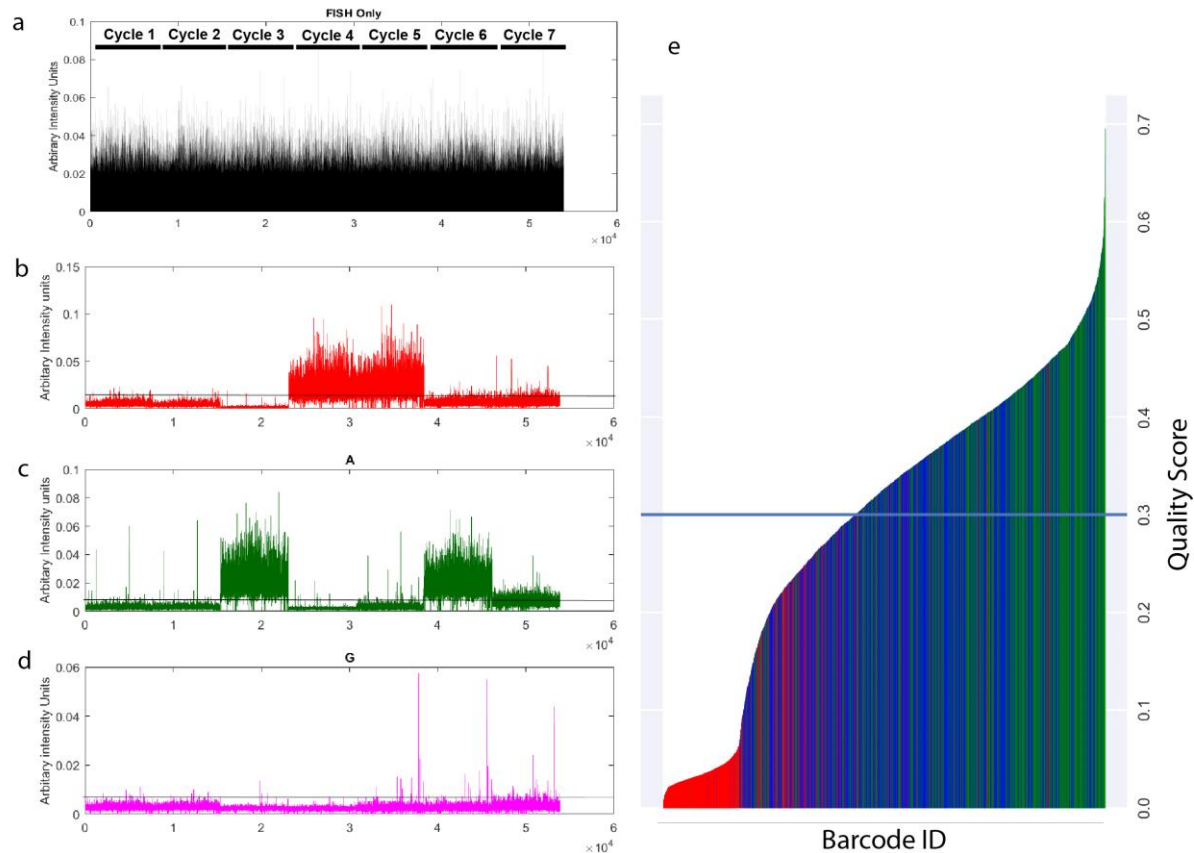 a
FISH Only
Cycle 1 Cycle 2 Cycle 3 Cycle 4 Cycle 5 Cycle 6 Cycle 7
Arbirary Intensity Units
0.1
0.08
0.06
0.04
0.02
0
0 1 2 3 4 5 6
×10⁴
b
Arbitary Intensity units
0.15
0.1
0.05
0
0 1 2 3 4 5 6
×10⁴
c
A
Arbitary Intensity units
0.1
0.08
0.06
0.04
0.02
0
0 1 2 3 4 5 6
×10⁴
d
G
Arbitary intensity Units
0.06
0.04
0.02
0
0 1 2 3 4 5 6
×10⁴
e
0.7
0.6
0.5
0.4
0.3
0.2
0.1
0.0
Quality Score
Barcode ID